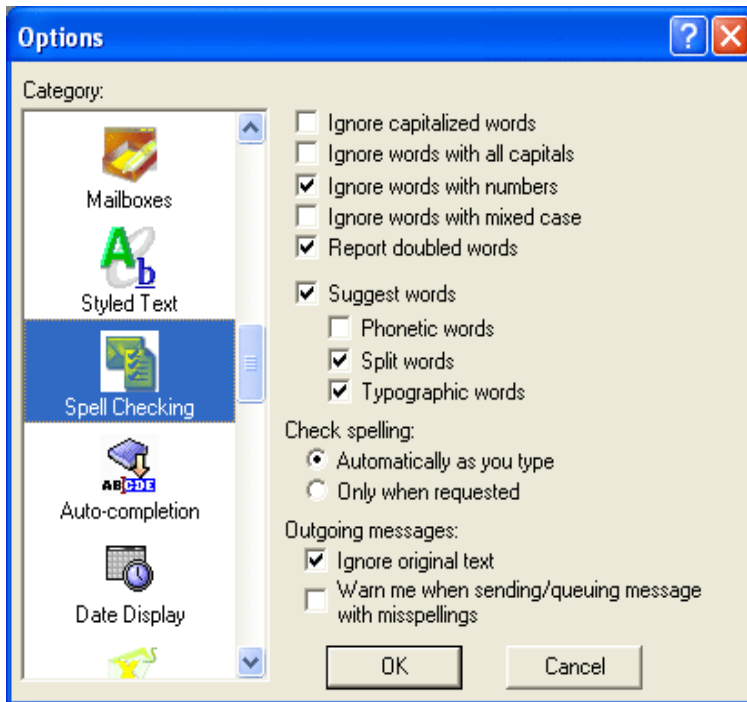 Options
Category:
Mailboxes
Styled Text
Spell Checking
Auto-completion
Date Display
Ignore capitalized words
Ignore words with all capitals
Ignore words with numbers
Ignore words with mixed case
Report doubled words
Suggest words
Phonetic words
Split words
Typographic words
Check spelling:
Automatically as you type
Only when requested
Outgoing messages:
Ignore original text
Warn me when sending/queuing message
with misspellings
OK
Cancel